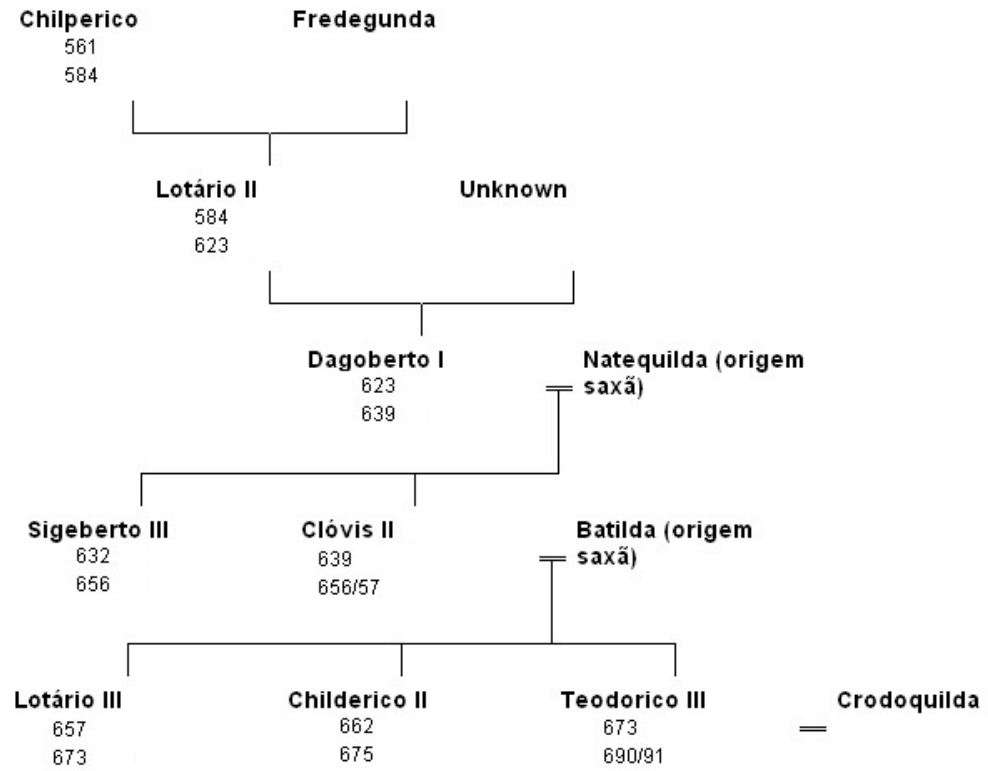 Chilperico Fredegunda
561
584
Lotário II Unknown
584
623
Dagoberto I Natequilda (origem
623 saxã)
639
Sigeberto III Clóvis II Batilda (origem
632 639 saxã)
656 656/57
Lotário III Childerico II Teodorico III Crodoquilda
657 662 673
673 675 690/91